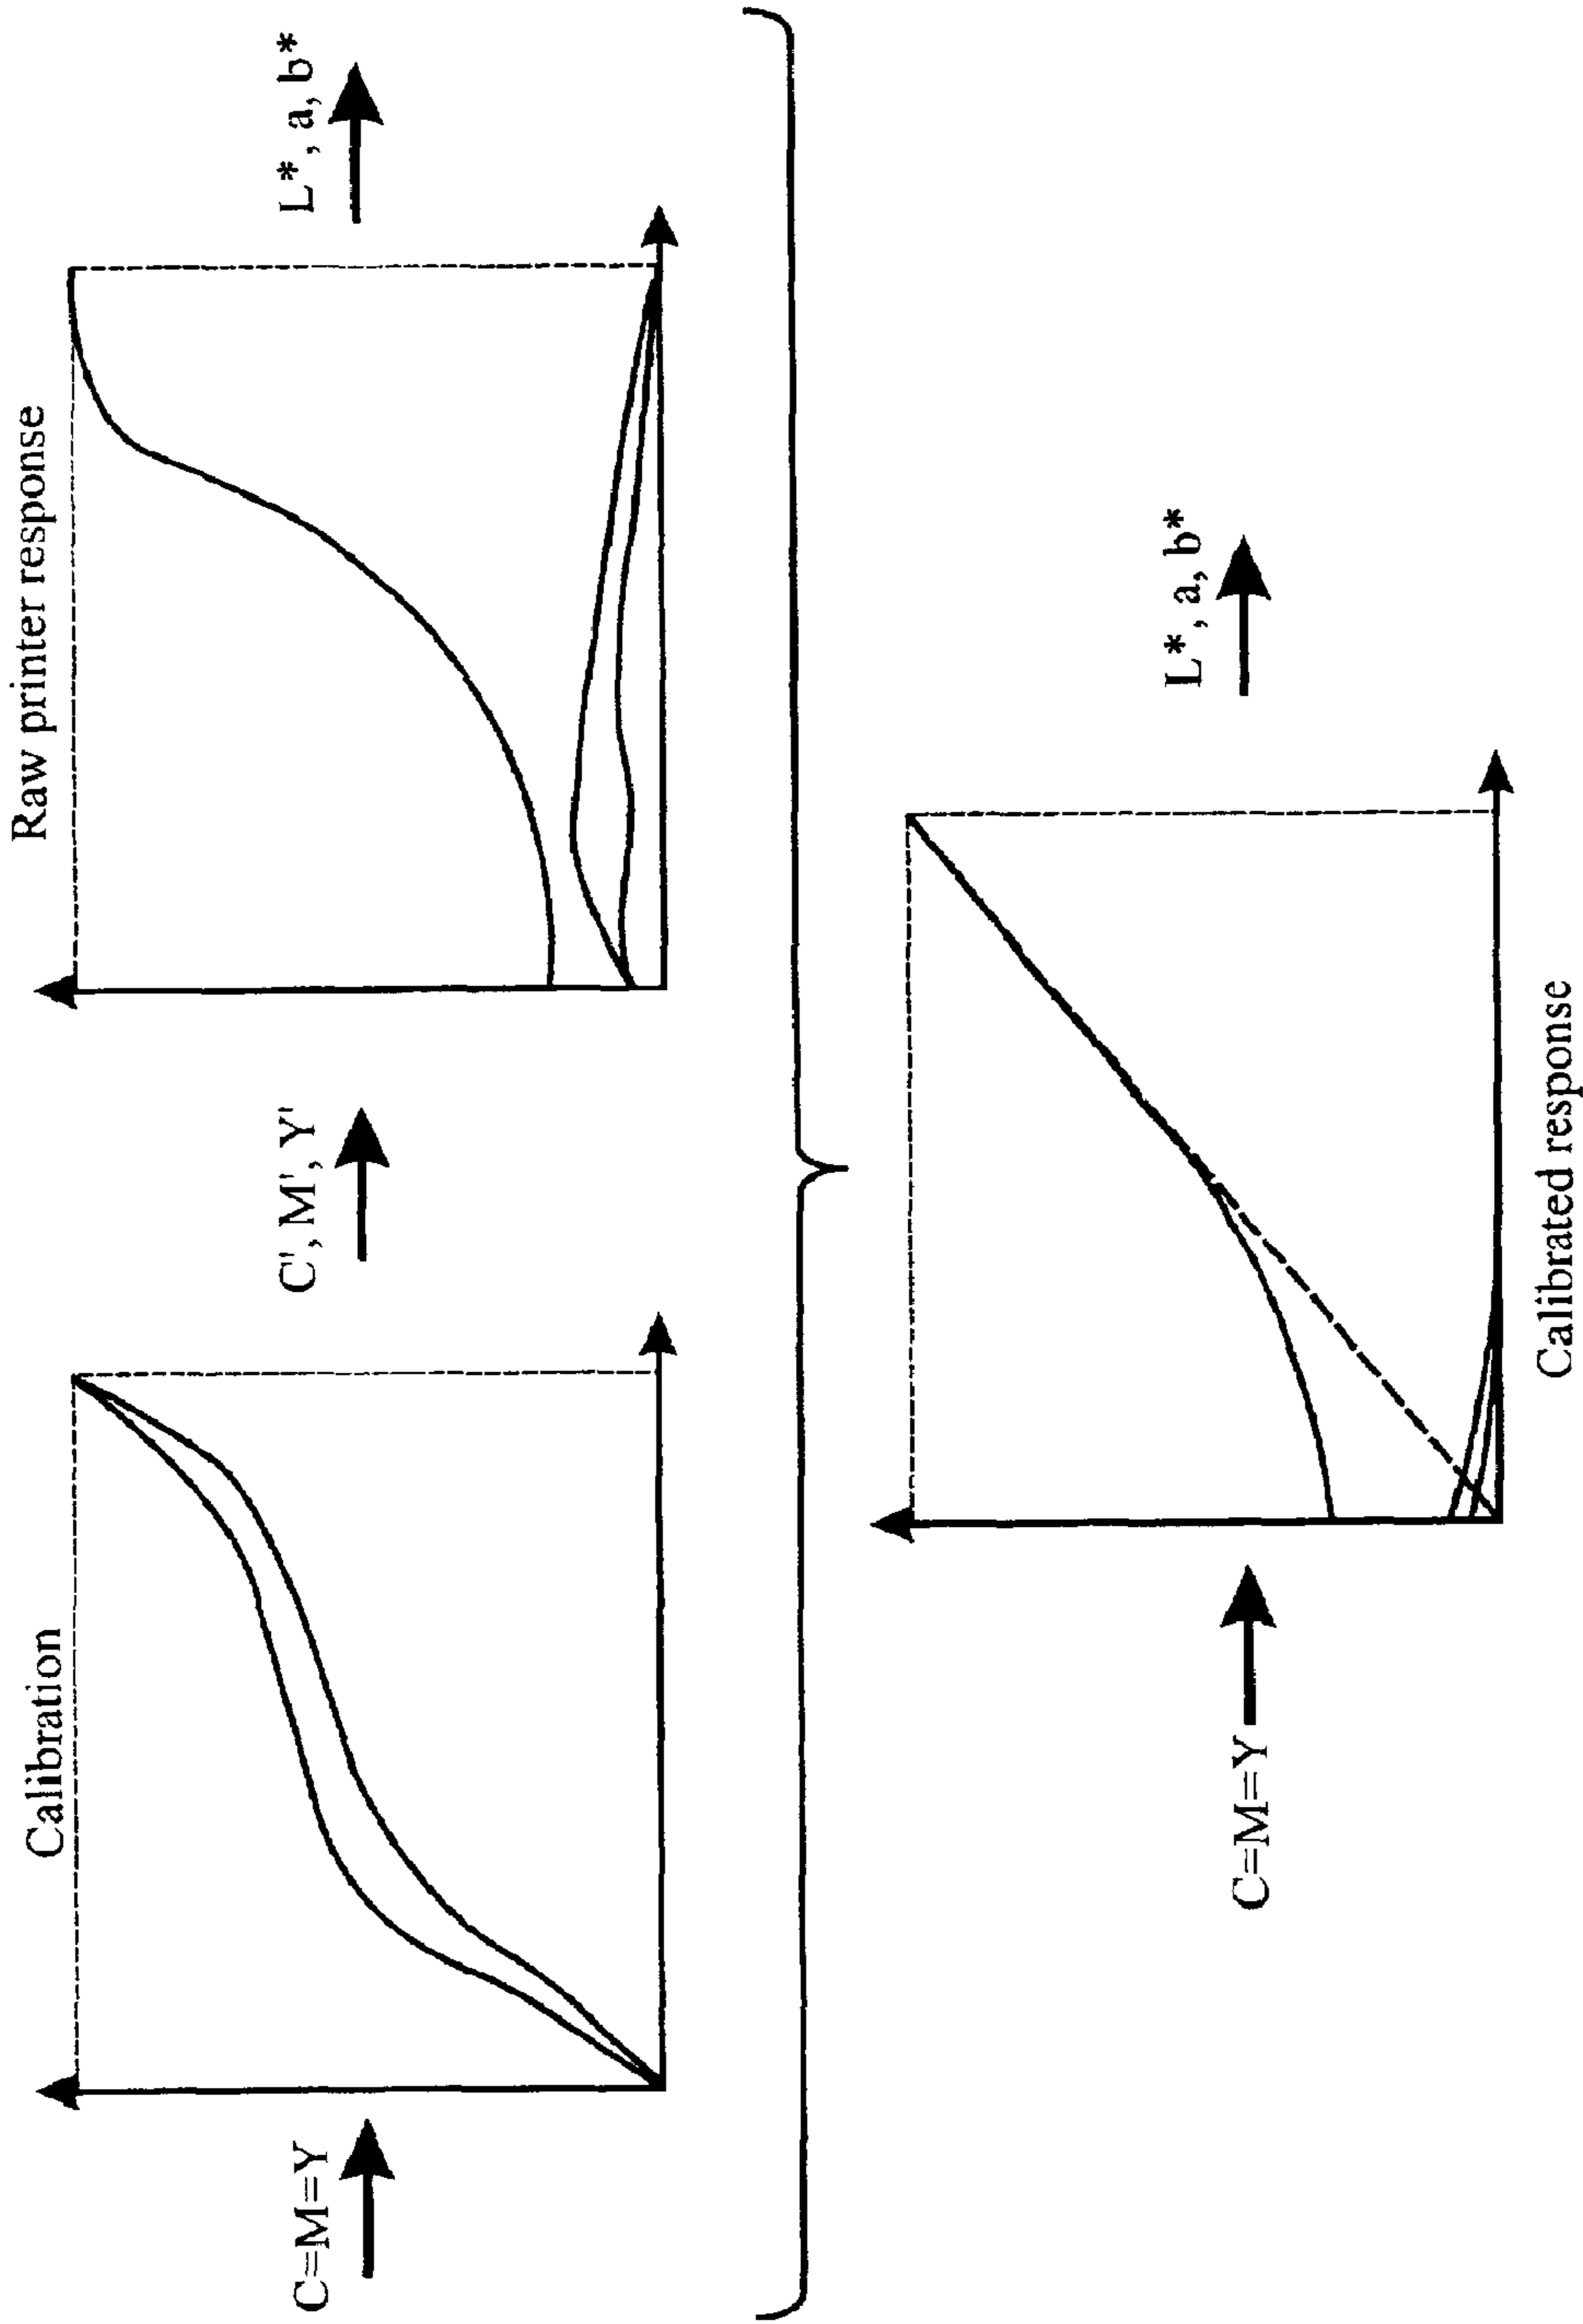 Calibration
Raw printer response
C=M=Y
C', M', Y'
L*, a, b*
C=M=Y
L*, a, b*
Calibrated response